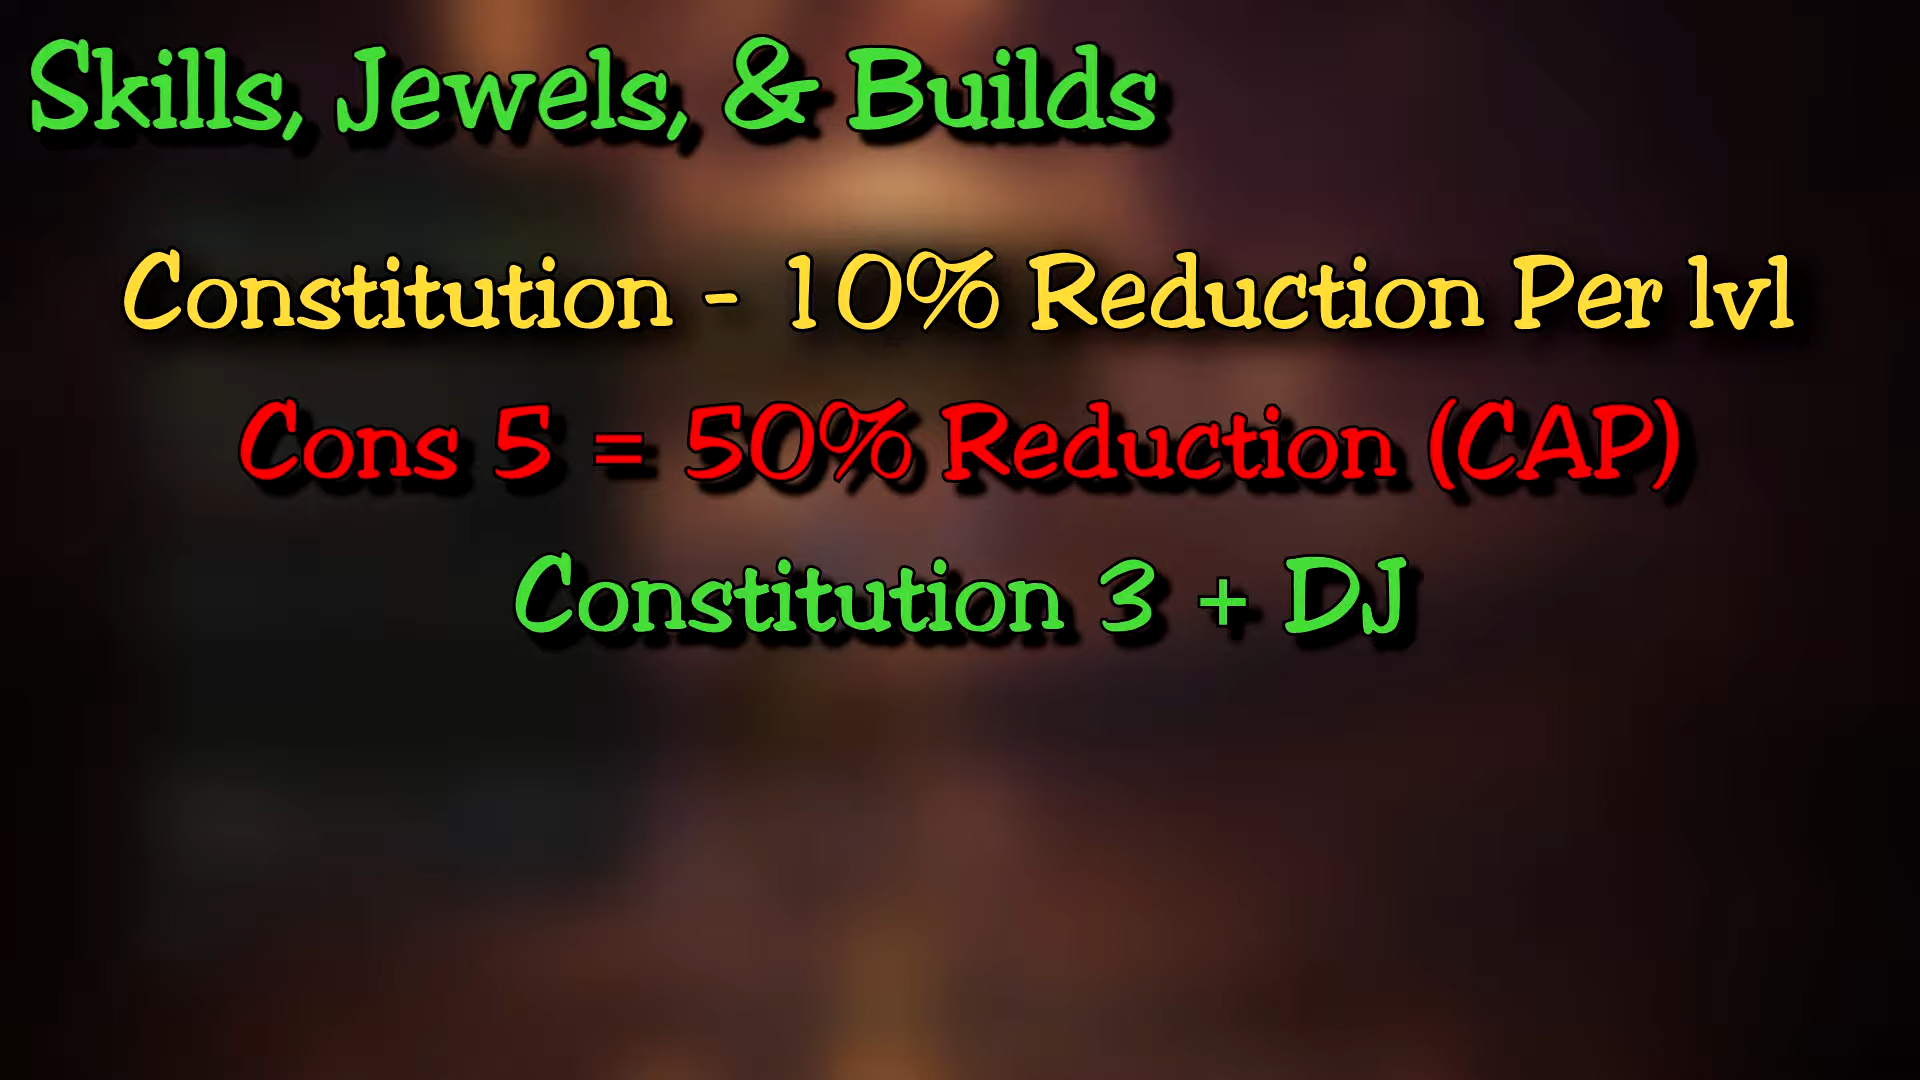 Skills, Jewels, & Builds
Constitution - 10% Reduction Per lvl
Cons 5 = 50% Reduction (CAP)
Constitution 3 + DJ